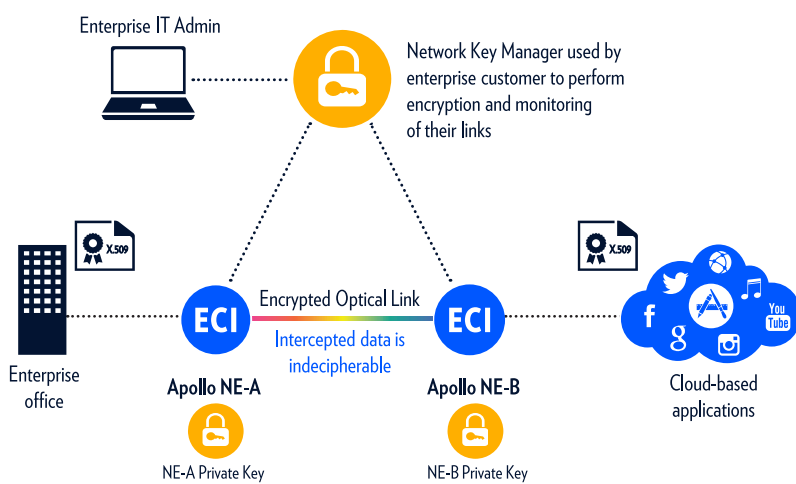 Enterprise IT Admin
Network Key Manager used by
enterprise customer to perform
encryption and monitoring
of their links
X.509
X.509
ECI
Encrypted Optical Link
ECI
Intercepted data is
indecipherable
f
g
You
Tube
Enterprise
office
Apollo NE-A
Apollo NE-B
Cloud-based
applications
NE-A Private Key
NE-B Private Key